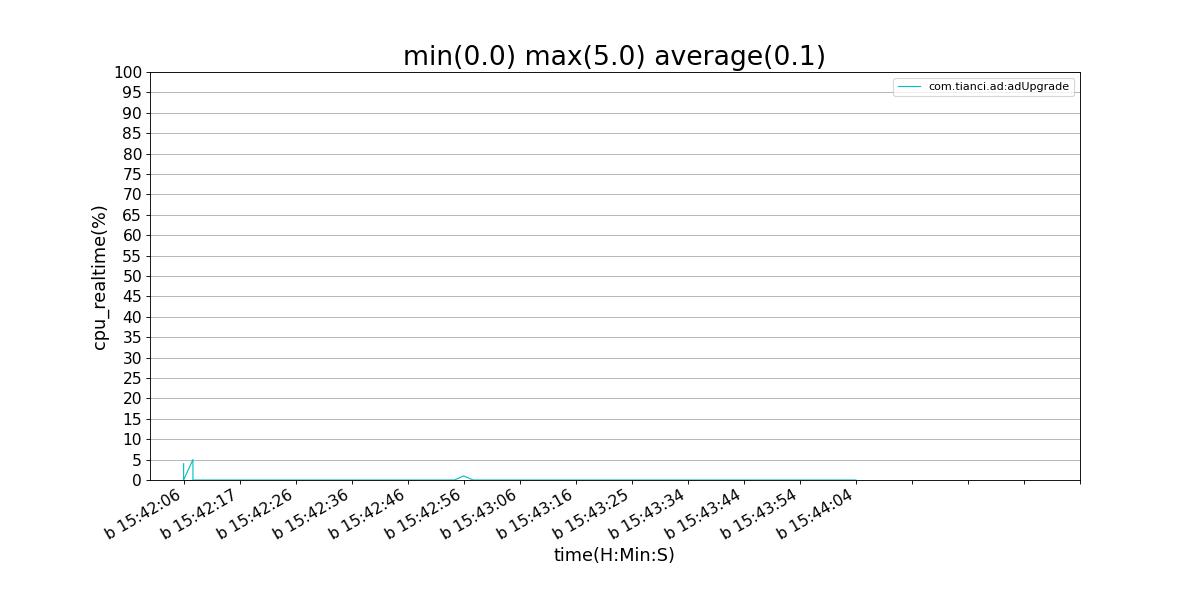 min(0.0) max(5.0) average(0.1)
com.tianci.ad:adUpgrade
100
95
90
85
80
75
70
65
60
55
50
45
40
35
30
25
20
15
10
5
0
cpu_realtime(%)
b 15:42:06
b 15:42:17
b 15:42:26
b 15:42:36
b 15:42:46
b 15:42:56
b 15:43:06
b 15:43:16
b 15:43:25
b 15:43:34
b 15:43:44
b 15:43:54
b 15:44:04
time(H:Min:S)